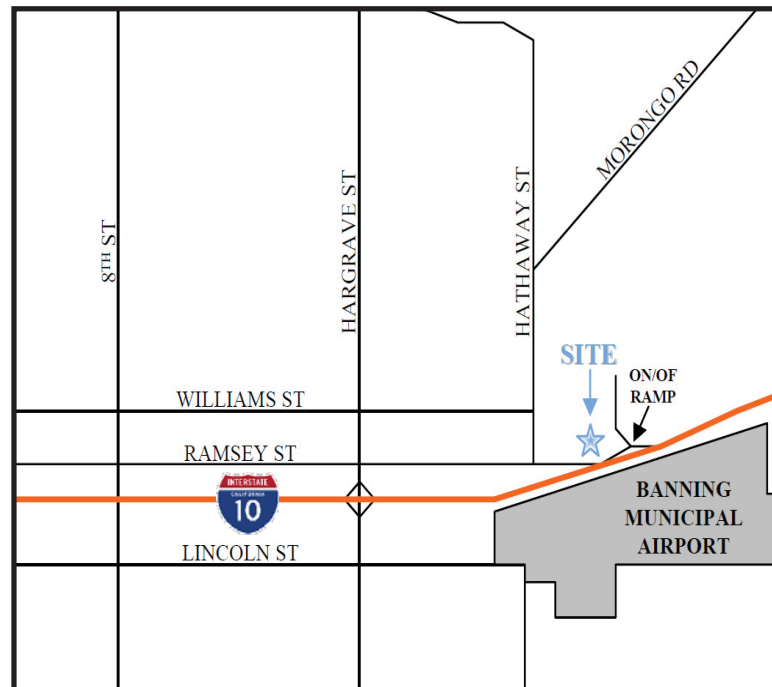 MORONGO RD
8TH ST
HARGRAVE ST
HATHAWAY ST
SITE
ON/OF
RAMP
WILLIAMS ST
RAMSEY ST
INTERSTATE
CALIFORNIA
10
BANNING
MUNICIPAL
AIRPORT
LINCOLN ST